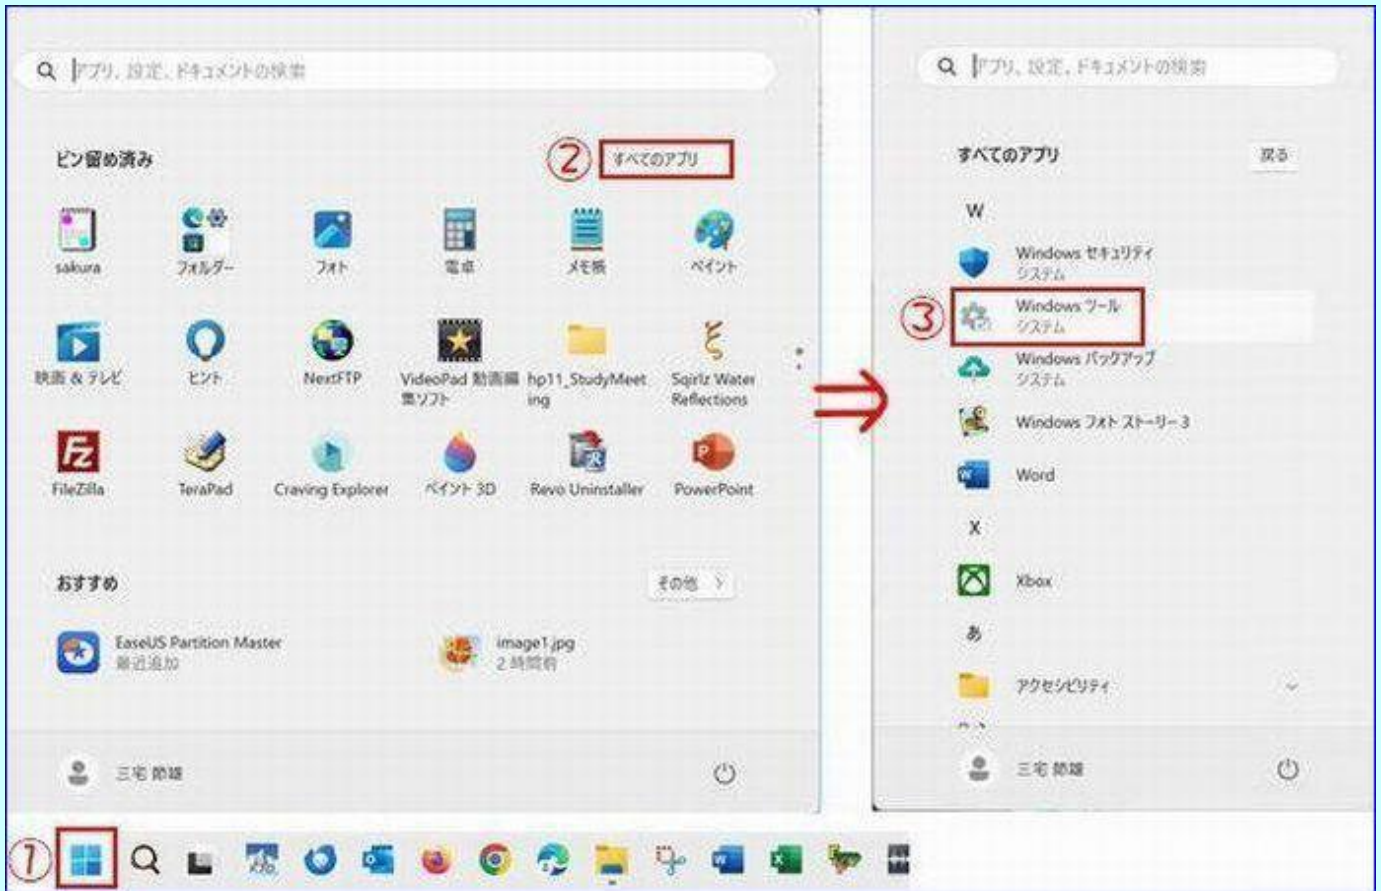 アプリ、設定、ドキュメントの検索
ピン留め済み
② すべてのアプリ
sakura
フォルダー
フォト
電卓
メモ帳
ペイント
映画 & テレビ
ヒント
NextFTP
VideoPad 動画編
集ソフト
hp11_StudyMeet
ing
Sqirlz Water
Reflections
FileZilla
TeraPad
Craving Explorer
ペイント 3D
Revo Uninstaller
PowerPoint
おすすめ
その他 >
EaseUS Partition Master
最近追加
image1.jpg
2 時間前
三宅 節雄
①
アプリ、設定、ドキュメントの検索
すべてのアプリ
戻る
W
Windows セキュリティ
システム
③ Windows ツール
システム
Windows バックアップ
システム
Windows フォト ストーリー 3
Word
X
Xbox
あ
アクセシビリティ
三宅 節雄